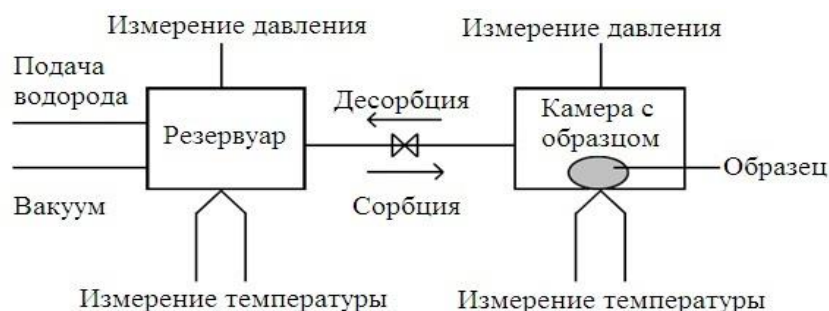 Измерение давления
Измерение давления
Подача
водорода
Резервуар
Десорбция
Камера с
образцом
Образец
Вакуум
Сорбция
Измерение температуры
Измерение температуры